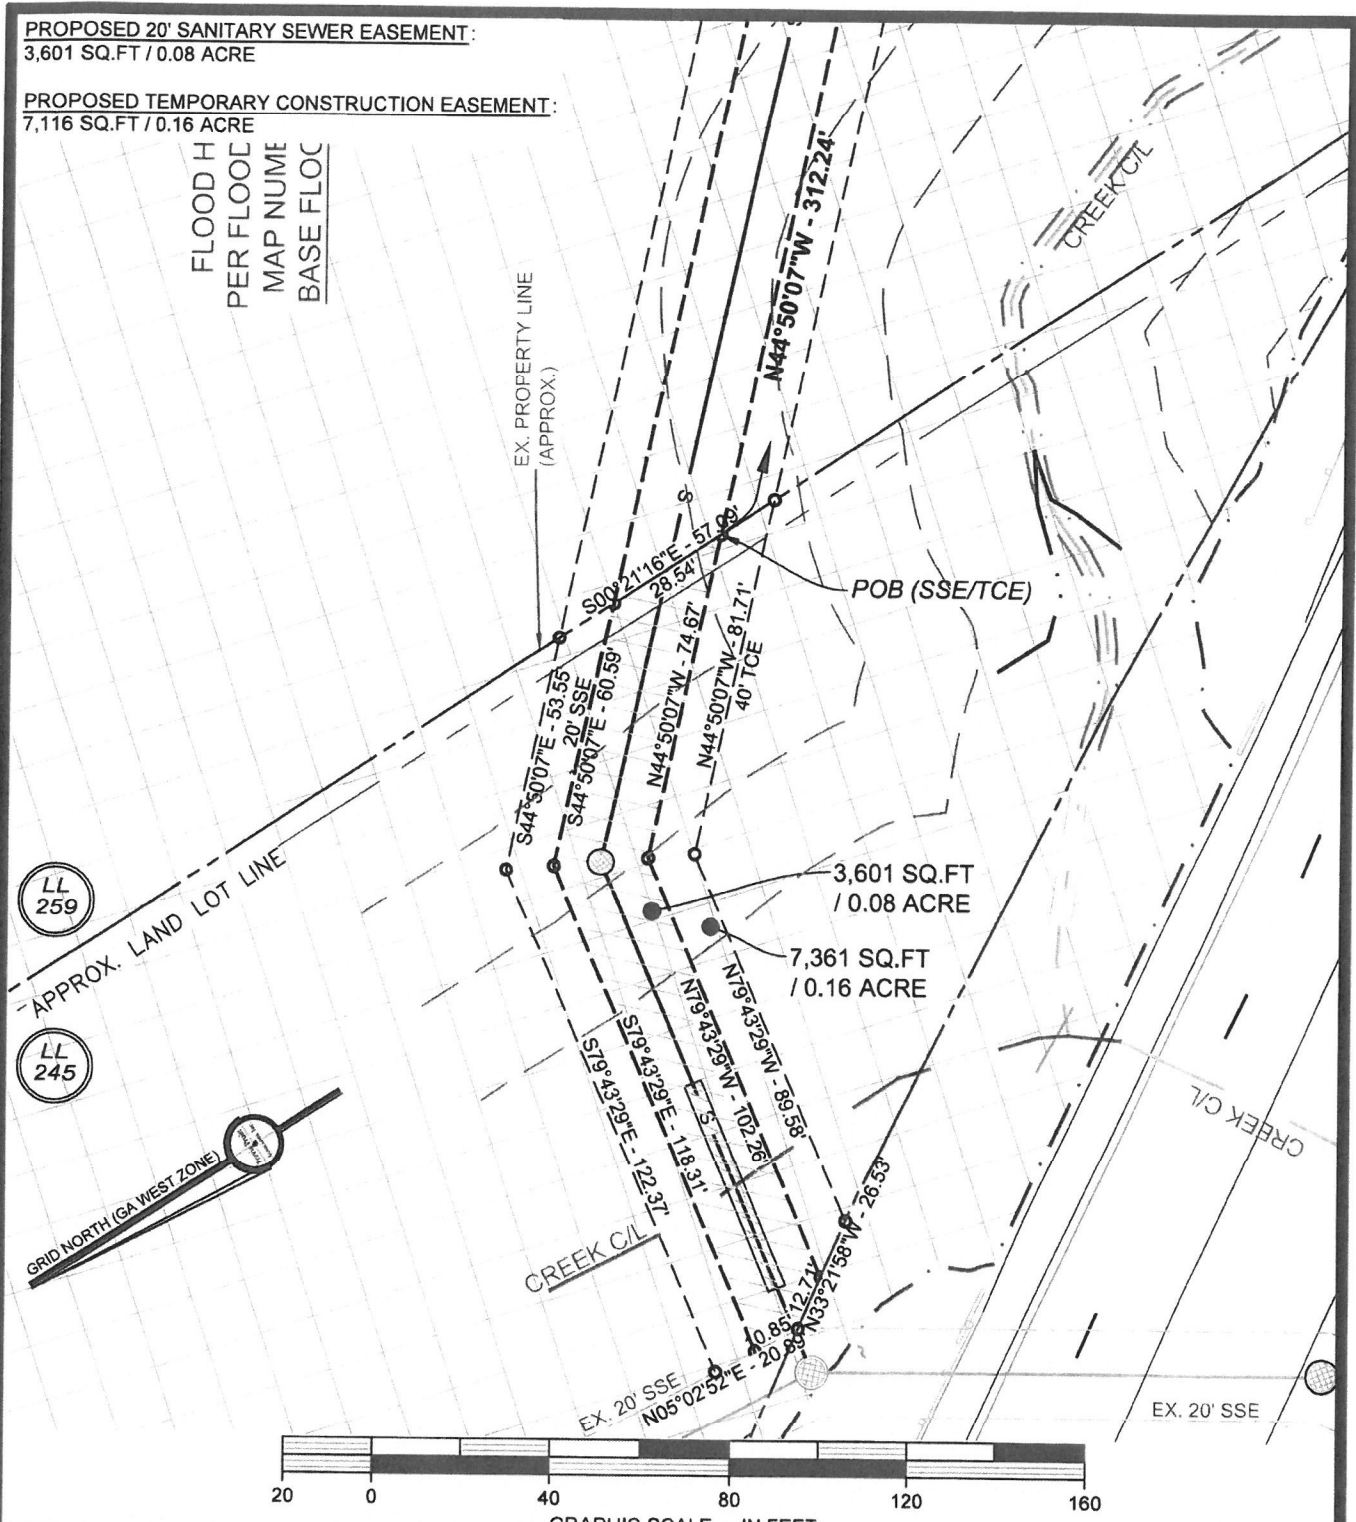 PROPOSED 20' SANITARY SEWER EASEMENT:
3,601 SQ.FT / 0.08 ACRE
PROPOSED TEMPORARY CONSTRUCTION EASEMENT:
7,116 SQ.FT / 0.16 ACRE
FLOOD H
PER FLOOD
MAP NUME
BASE FLOO
EX. PROPERTY LINE
(APPROX.)
N44°50'07"W - 312.24'
CREEK C/L
S
S00°21'16"E - 57.09'
28.54'
POB (SSE/TCE)
S44°50'07"E - 53.55'
20' SSE
S44°50'07"E - 60.59'
N44°50'07"W - 74.67'
N44°50'07"W - 81.71'
40' TCE
LL
259
APPROX. LAND LOT LINE
3,601 SQ.FT
/ 0.08 ACRE
7,361 SQ.FT
/ 0.16 ACRE
LL
245
GRID NORTH (GA WEST ZONE)
S79°43'29"E - 122.37'
S79°43'29"E - 118.31'
S
N79°43'29"W - 102.26'
N79°43'29"W - 89.58'
CREEK C/L
CREEK C/L
12.71'
N33°21'58"W - 26.53'
10.85'
N05°02'52"E - 20.89'
EX. 20' SSE
EX. 20' SSE
20 0 40 80 120 160
GRAPHIC SCALE IN FEET